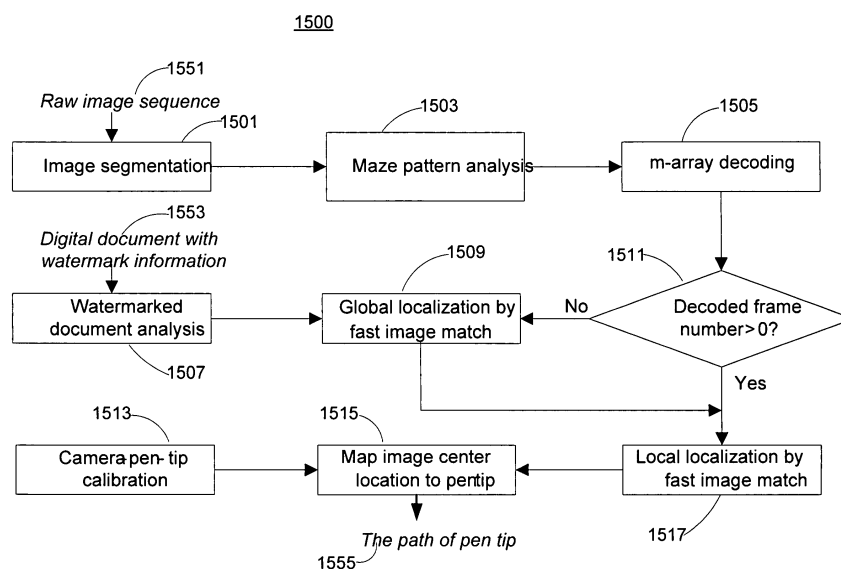 1500
1551
Raw image sequence
1501
1503
1505
Image segmentation
Maze pattern analysis
m-array decoding
1553
Digital document with
watermark information
1509
1511
Watermarked
document analysis
Global localization by
fast image match
No
Decoded frame
number>0?
1507
Yes
1513
1515
Camera-pen-tip
calibration
Map image center
location to pentip
Local localization by
fast image match
The path of pen tip
1555
1517